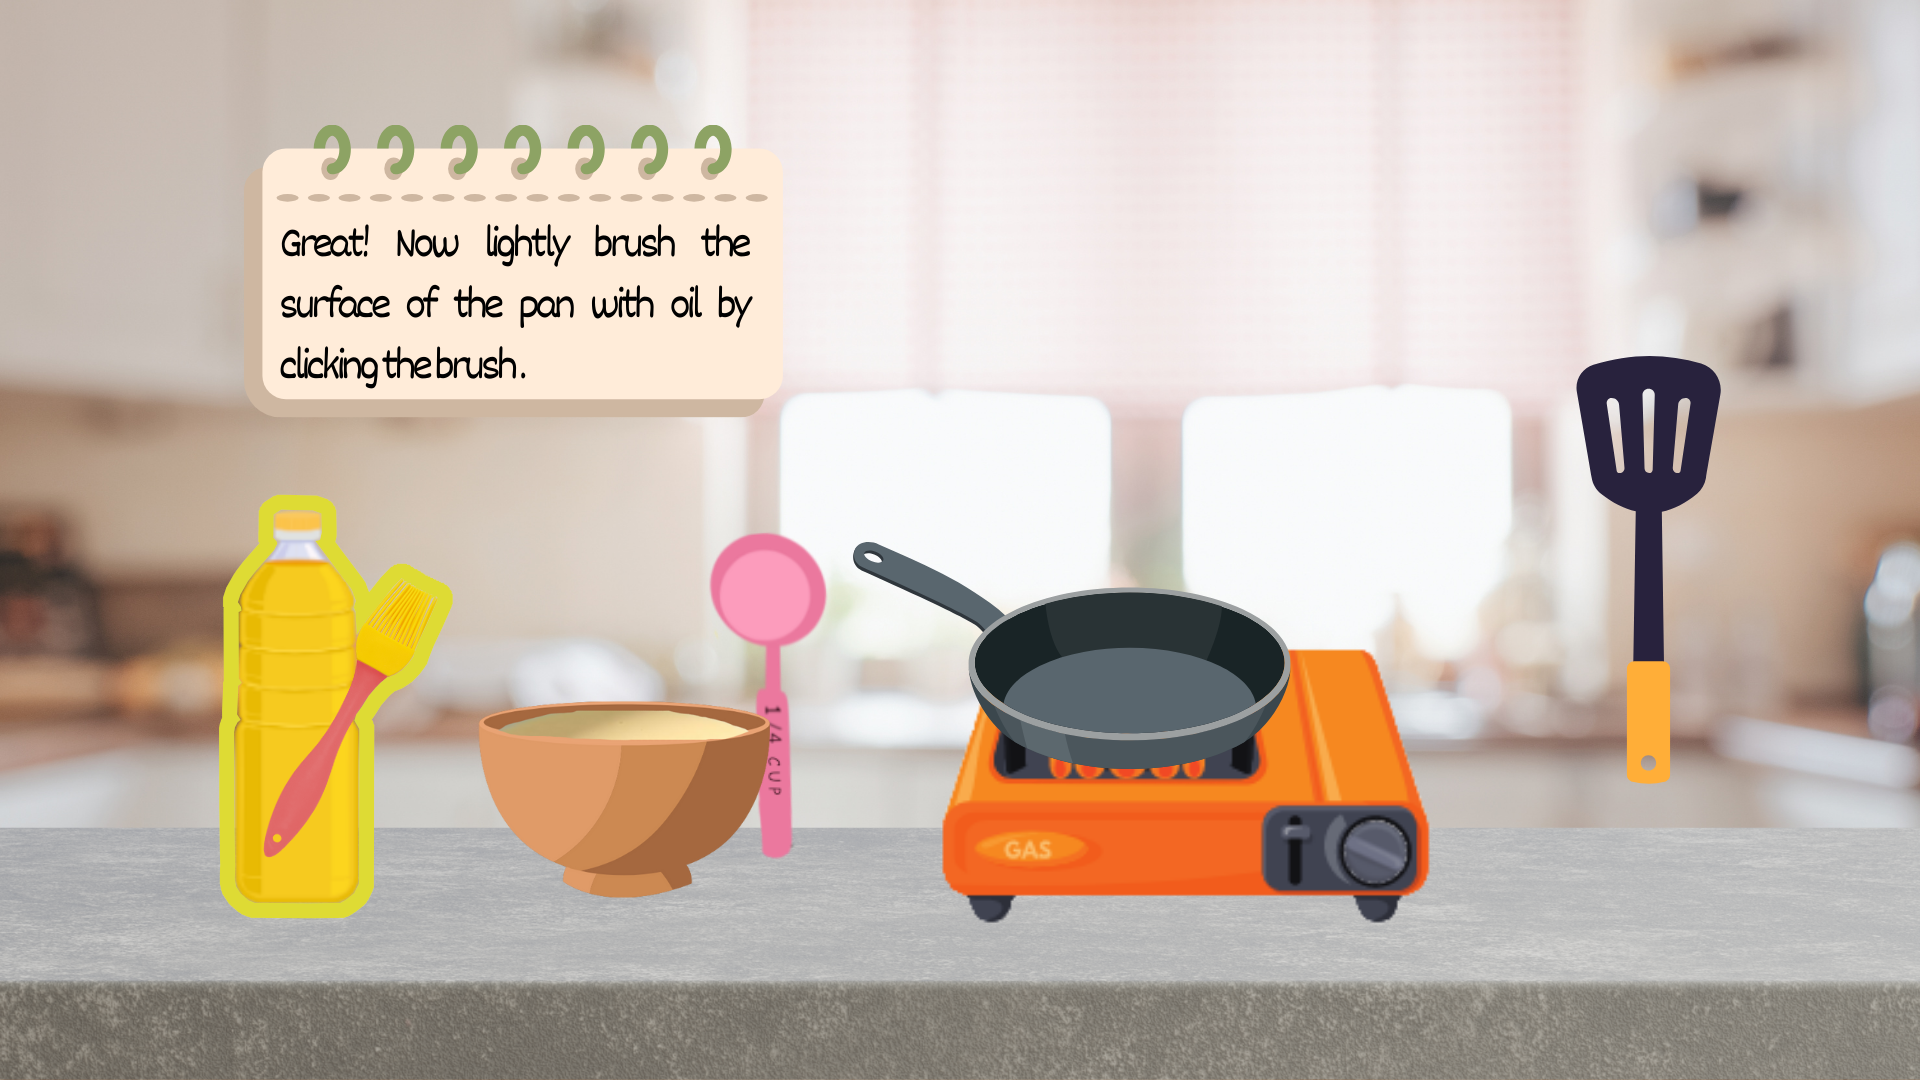 Great! Now lightly brush the
surface of the pan with oil by
clicking the brush.
1/4 CUP
GAS